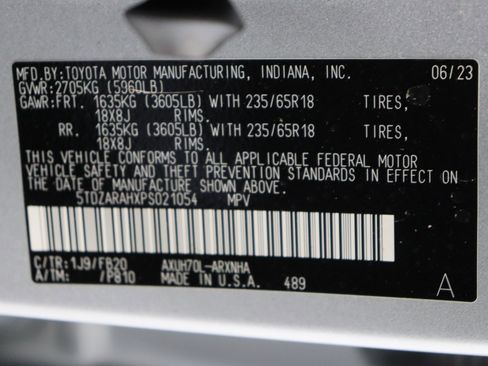 MFD.BY: TOYOTA MOTOR MANUFACTURING, INDIANA, INC. 06/23
GVWR: 2705KG (5960LB)
GAWR: FRT. 1635KG (3605LB) WITH 235/65R18 TIRES,
18X8J RIMS.
RR. 1635KG (3605LB) WITH 235/65R18 TIRES,
18X8J RIMS.
THIS VEHICLE CONFORMS TO ALL APPLICABLE FEDERAL MOTOR
VEHICLE SAFETY AND THEFT PREVENTION STANDARDS IN EFFECT
ON THE DATE OF MANUFACTURE SHOWN ABOVE.
5TDZARAHXPS021054 MPV
C/TR: 1J9/FB20 AXUH70L-ARXNHA
A/TM: /P810 MADE IN U.S.A. 489 A